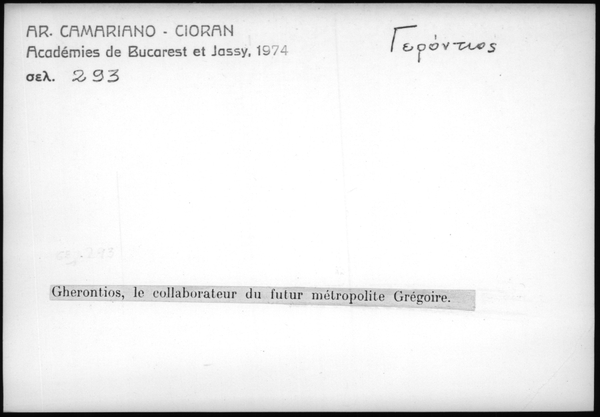 AR. CAMARIANO - CIORAN
Académies de Bucarest et Jassy, 1974
σελ. 293
Γερόντιος
Gherontios, le collaborateur du futur métropolite Grégoire.